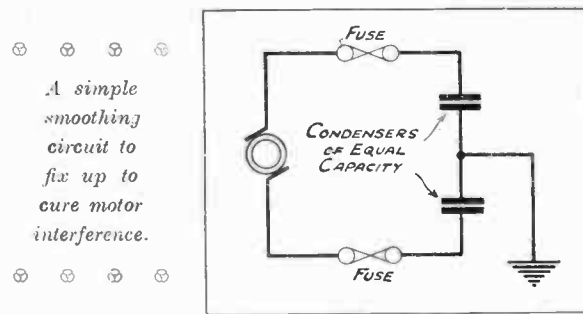 A simple
smoothing
circuit to
fix up to
cure motor
interference.
FUSE
CONDENSERS
OF EQUAL
CAPACITY
FUSE